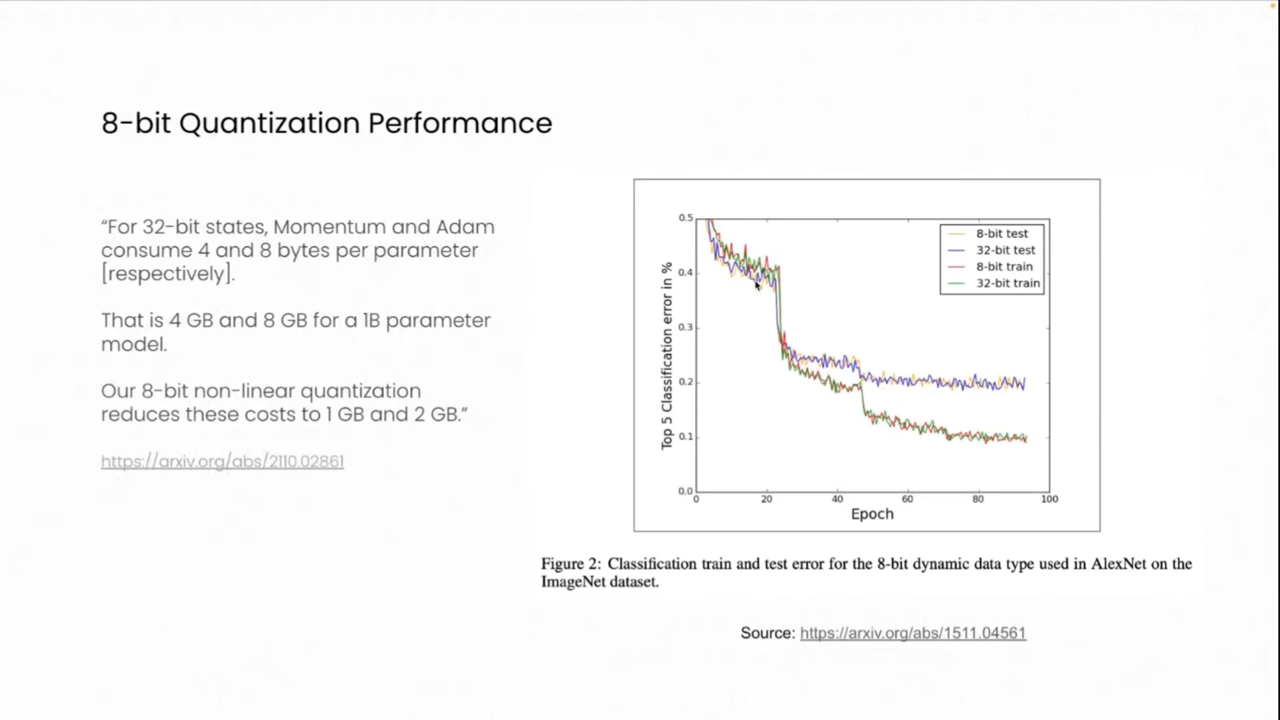 8-bit Quantization Performance
“For 32-bit states, Momentum and Adam
consume 4 and 8 bytes per parameter
[respectively].
That is 4 GB and 8 GB for a 1B parameter
model.
Our 8-bit non-linear quantization
reduces these costs to 1 GB and 2 GB.”
https://arxiv.org/abs/2110.02861
Top 5 Classification error in %
0.5
0.4
0.3
0.2
0.1
0.0
0
20
40
60
80
100
Epoch
8-bit test
32-bit test
8-bit train
32-bit train
Figure 2: Classification train and test error for the 8-bit dynamic data type used in AlexNet on the
ImageNet dataset.
Source: https://arxiv.org/abs/1511.04561